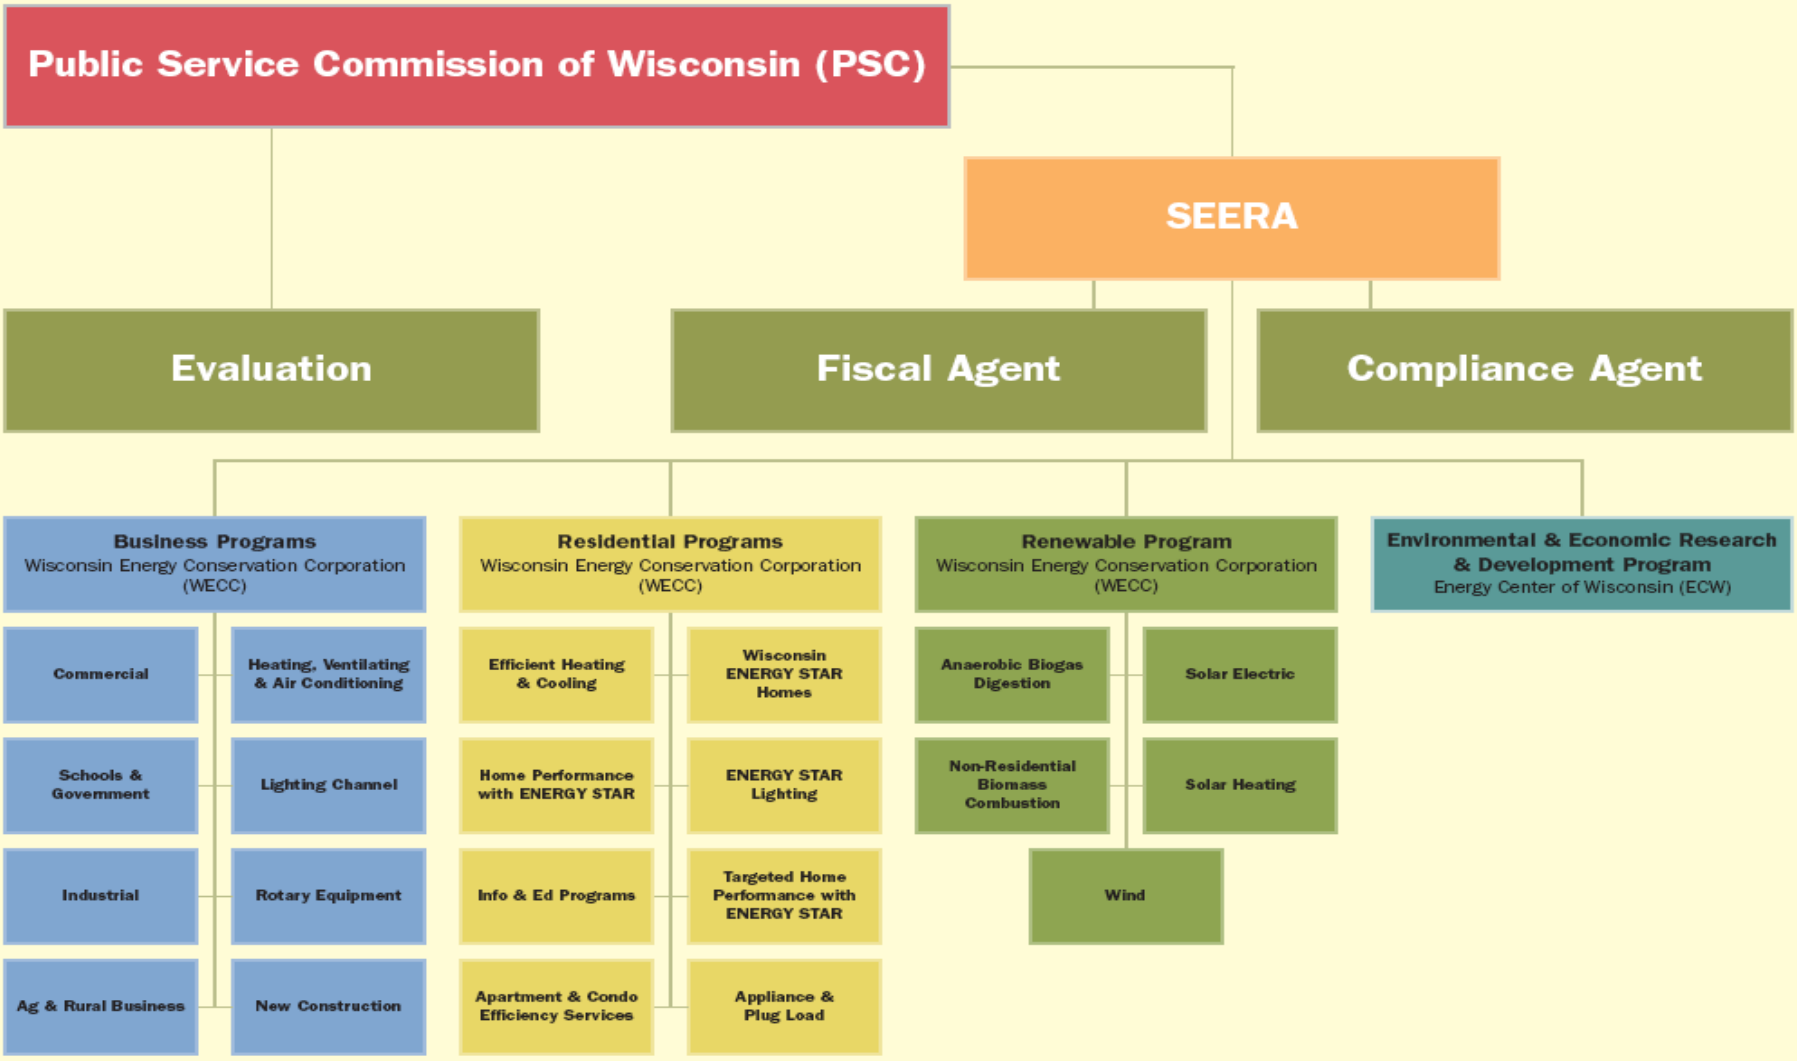 Public Service Commission of Wisconsin (PSC)
SEERA
Evaluation
Fiscal Agent
Compliance Agent
Business Programs
Wisconsin Energy Conservation Corporation
(WECC)
Residential Programs
Wisconsin Energy Conservation Corporation
(WECC)
Renewable Program
Wisconsin Energy Conservation Corporation
(WECC)
Environmental & Economic Research
& Development Program
Energy Center of Wisconsin (ECW)
Commercial
Heating, Ventilating
& Air Conditioning
Schools &
Government
Lighting Channel
Industrial
Rotary Equipment
Ag & Rural Business
New Construction
Efficient Heating
& Cooling
Wisconsin
ENERGY STAR
Homes
Home Performance
with ENERGY STAR
ENERGY STAR
Lighting
Info & Ed Programs
Targeted Home
Performance with
ENERGY STAR
Apartment & Condo
Efficiency Services
Appliance &
Plug Load
Anaerobic Biogas
Digestion
Solar Electric
Non-Residential
Biomass
Combustion
Solar Heating
Wind